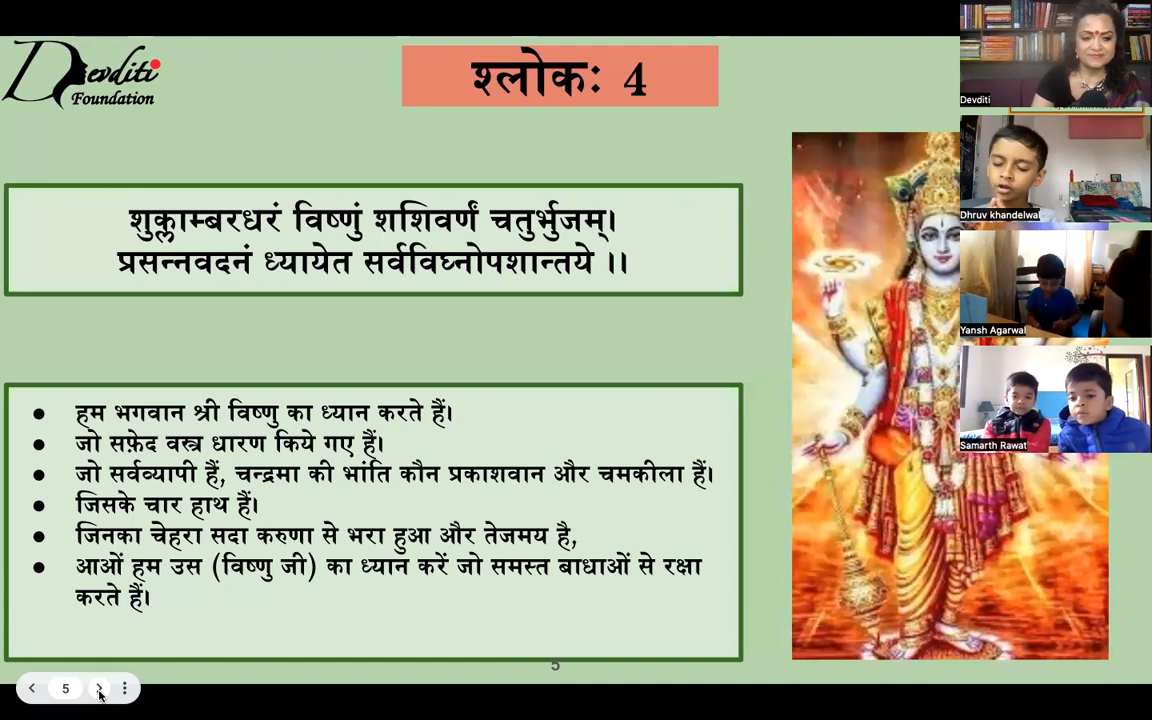 Devditi
Foundation
श्लोकः 4
शुक्लाम्बरधरं विष्णुं शशिवर्णं चतुर्भुजम्।
प्रसन्नवदनं ध्यायेत सर्वविघ्नोपशान्तये ।।
● हम भगवान श्री विष्णु का ध्यान करते हैं।
● जो सफ़ेद वस्त्र धारण किये गए हैं।
● जो सर्वव्यापी हैं, चन्द्रमा की भांति कौन प्रकाशवान और चमकीला हैं।
● जिसके चार हाथ हैं।
● जिनका चेहरा सदा करुणा से भरा हुआ और तेजमय है,
● आओं हम उस (विष्णु जी) का ध्यान करें जो समस्त बाधाओं से रक्षा
करते हैं।
5
5
Devditi
Dhruv khandelwal
Yansh Agarwal
Samarth Rawat